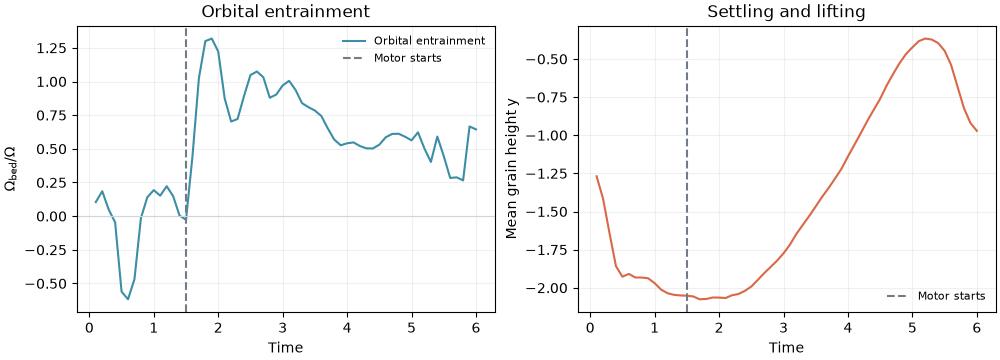 Orbital entrainment
Ω_bed/Ω
1.25
1.00
0.75
0.50
0.25
0.00
−0.25
−0.50
Orbital entrainment
Motor starts
0 1 2 3 4 5 6
Time
Settling and lifting
Mean grain height y
−0.50
−0.75
−1.00
−1.25
−1.50
−1.75
−2.00
Motor starts
0 1 2 3 4 5 6
Time